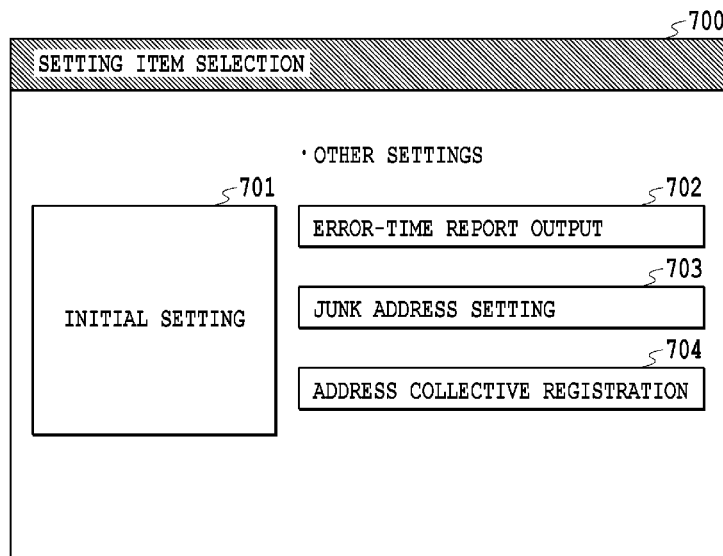 700
SETTING ITEM SELECTION
・OTHER SETTINGS
701
INITIAL SETTING
702
ERROR-TIME REPORT OUTPUT
703
JUNK ADDRESS SETTING
704
ADDRESS COLLECTIVE REGISTRATION